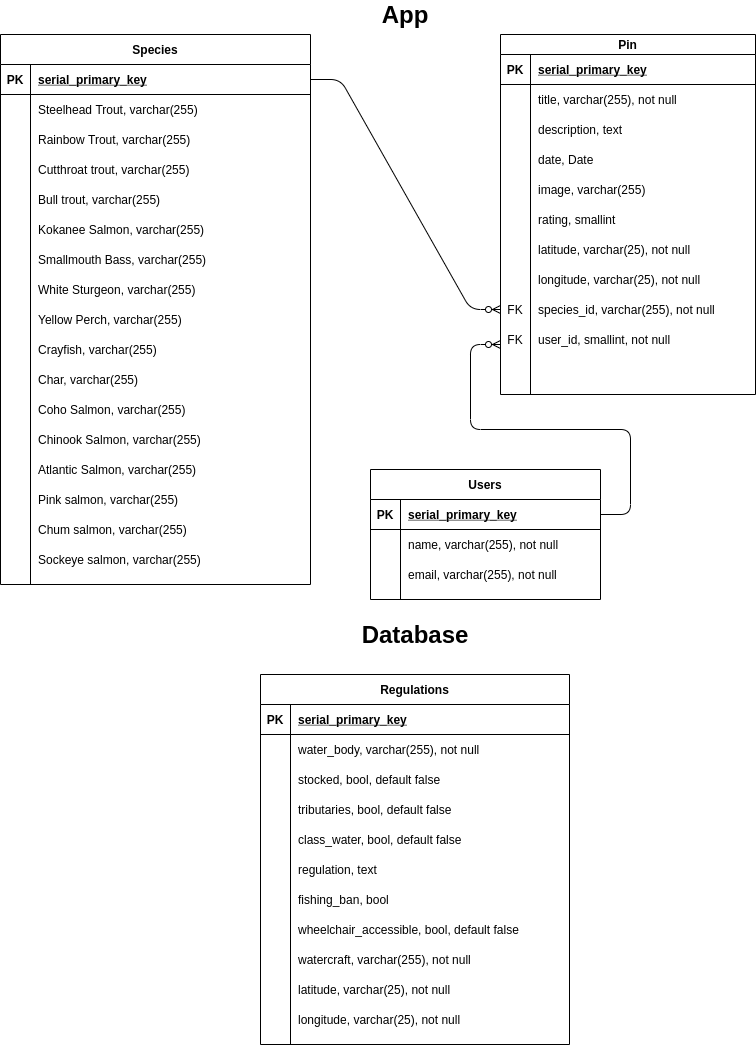 App
Species
PK serial_primary_key
Steelhead Trout, varchar(255)
Rainbow Trout, varchar(255)
Cutthroat trout, varchar(255)
Bull trout, varchar(255)
Kokanee Salmon, varchar(255)
Smallmouth Bass, varchar(255)
White Sturgeon, varchar(255)
Yellow Perch, varchar(255)
Crayfish, varchar(255)
Char, varchar(255)
Coho Salmon, varchar(255)
Chinook Salmon, varchar(255)
Atlantic Salmon, varchar(255)
Pink salmon, varchar(255)
Chum salmon, varchar(255)
Sockeye salmon, varchar(255)
Pin
PK serial_primary_key
title, varchar(255), not null
description, text
date, Date
image, varchar(255)
rating, smallint
latitude, varchar(25), not null
longitude, varchar(25), not null
FK species_id, varchar(255), not null
FK user_id, smallint, not null
Users
PK serial_primary_key
name, varchar(255), not null
email, varchar(255), not null
Database
Regulations
PK serial_primary_key
water_body, varchar(255), not null
stocked, bool, default false
tributaries, bool, default false
class_water, bool, default false
regulation, text
fishing_ban, bool
wheelchair_accessible, bool, default false
watercraft, varchar(255), not null
latitude, varchar(25), not null
longitude, varchar(25), not null